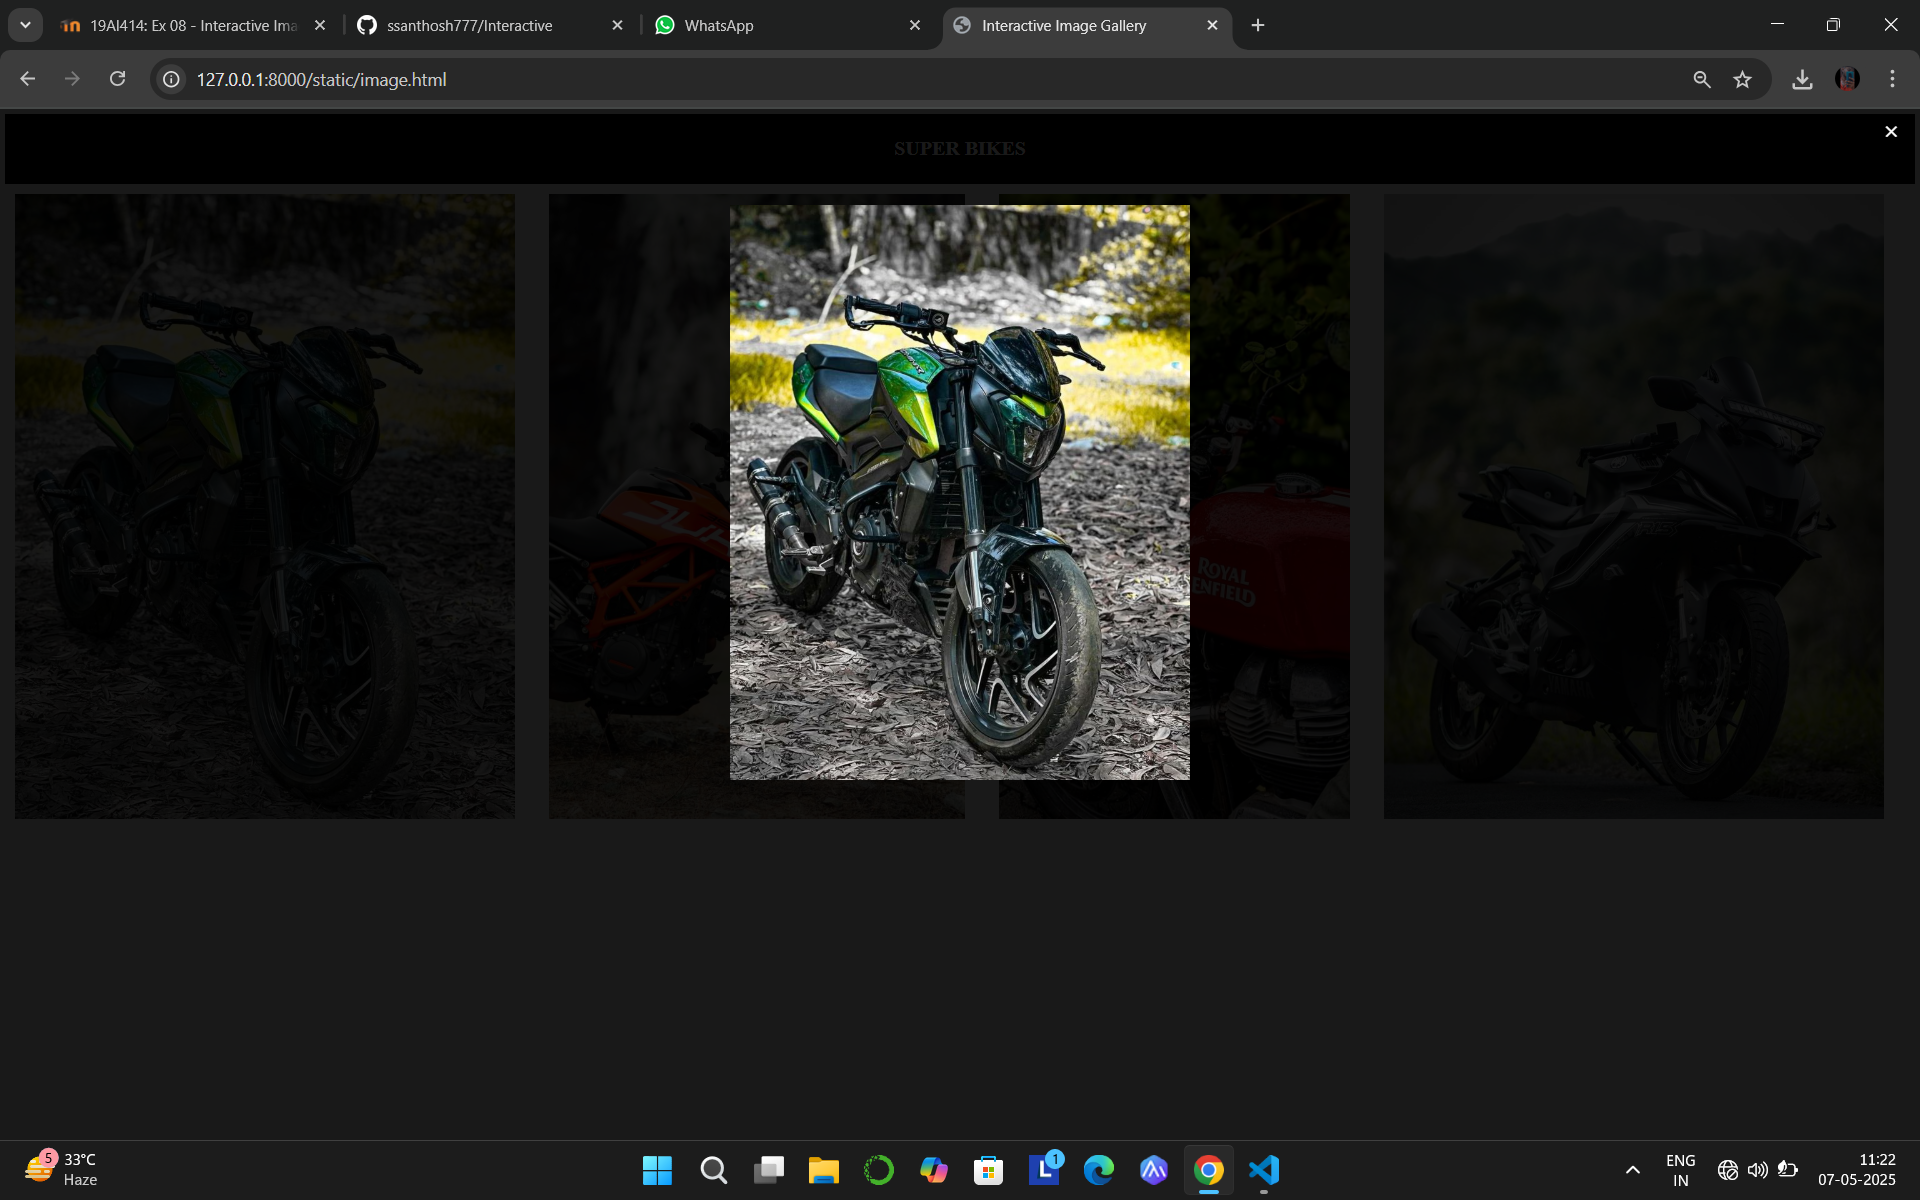 19AI414: Ex 08 - Interactive Ima
ssanthosh777/Interactive
WhatsApp
Interactive Image Gallery
127.0.0.1:8000/static/image.html
SUPER BIKES
ROYAL
ENFIELD
5
33°C
Haze
L
1
ENG
IN
11:22
07-05-2025